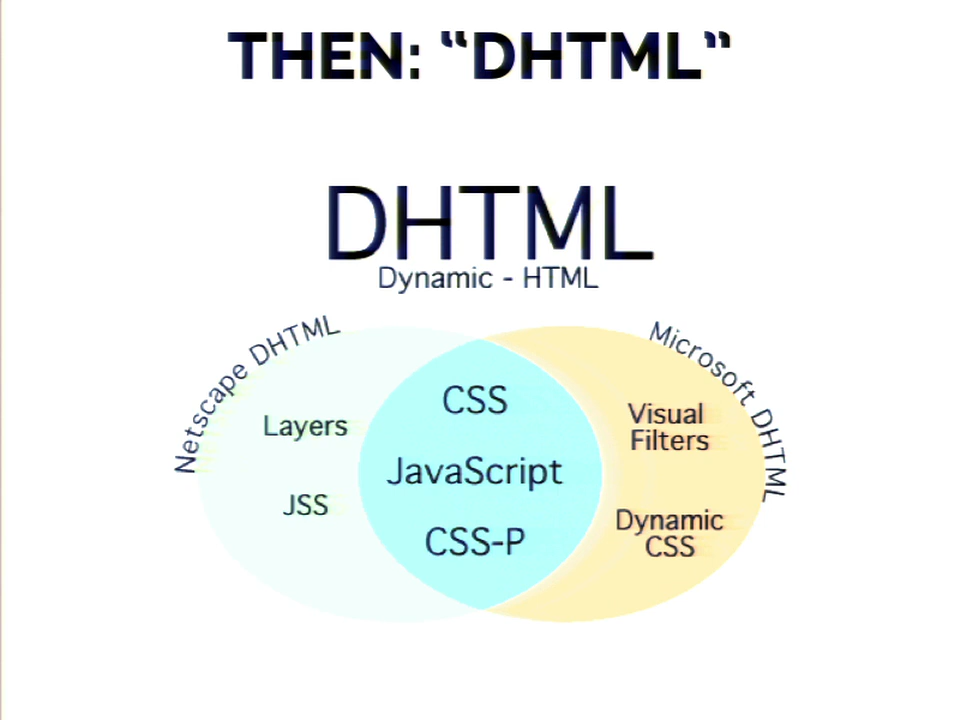 THEN: “DHTML”
DHTML
Dynamic - HTML
Netscape DHTML
Microsoft DHTML
Layers
JSS
CSS
JavaScript
CSS-P
Visual
Filters
Dynamic
CSS